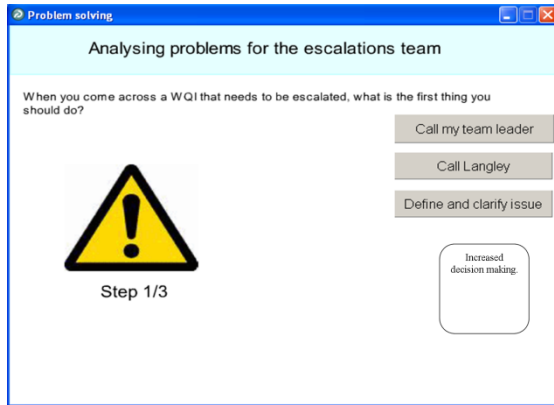 Problem solving
Analysing problems for the escalations team
When you come across a WQI that needs to be escalated, what is the first thing you
should do?
Call my team leader
Call Langley
Define and clarify issue
Increased
decision making.
Step 1/3